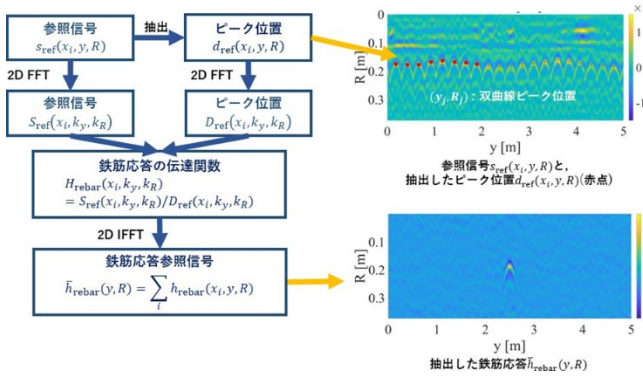 参照信号
s_ref(x_i, y, R)
抽出
ピーク位置
d_ref(x_i, y, R)
2D FFT
2D FFT
参照信号
S_ref(x_i, k_y, k_R)
ピーク位置
D_ref(x_i, k_y, k_R)
鉄筋応答の伝達関数
H_rebar(x_i, k_y, k_R)
= S_ref(x_i, k_y, k_R)/D_ref(x_i, k_y, k_R)
2D IFFT
鉄筋応答参照信号
h̄_rebar(y, R) = ∑_i h_rebar(x_i, y, R)
×
R [m]
0
0.1
0.2
0.3
(y_j, R_j) : 双曲線ピーク位置
0 1 2 3 4 5
y [m]
1
0
-1
参照信号s_ref(x_i, y, R)と,
抽出したピーク位置d_ref(x_i, y, R)(赤点)
R [m]
0.1
0.2
0.3
0 1 2 3 4 5
y [m]
抽出した鉄筋応答h̄_rebar(y, R)